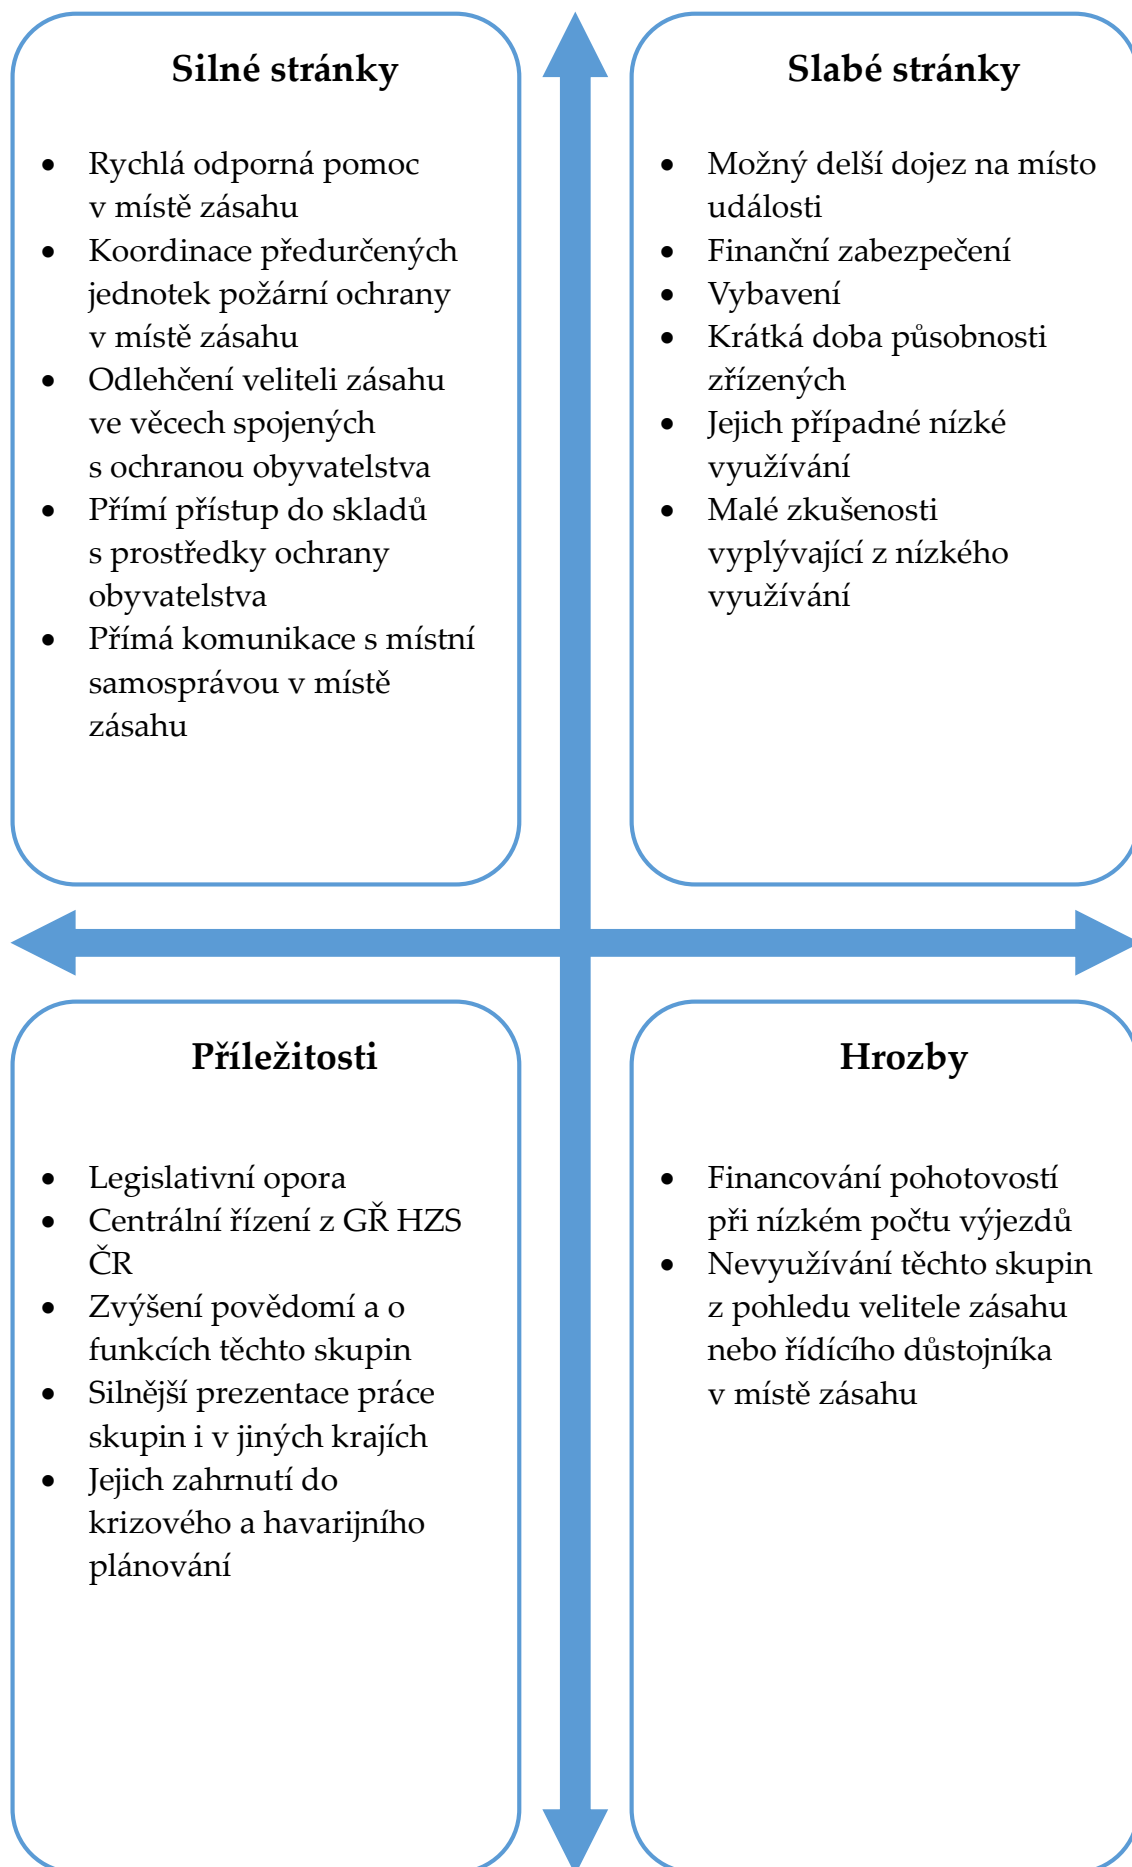 Silné stránky
• Rychlá odporná pomoc
v místě zásahu
• Koordinace předurčených
jednotek požární ochrany
v místě zásahu
• Odlehčení veliteli zásahu
ve věcech spojených
s ochranou obyvatelstva
• Přímí přístup do skladů
s prostředky ochrany
obyvatelstva
• Přímá komunikace s místní
samosprávou v místě
zásahu
Slabé stránky
• Možný delší dojez na místo
události
• Finanční zabezpečení
• Vybavení
• Krátká doba působnosti
zřízených
• Jejich případné nízké
využívání
• Malé zkušenosti
vyplývající z nízkého
využívání
Příležitosti
• Legislativní opora
• Centrální řízení z GŘ HZS
ČR
• Zvýšení povědomí a o
funkcích těchto skupin
• Silnější prezentace práce
skupin i v jiných krajích
• Jejich zahrnutí do
krizového a havarijního
plánování
Hrozby
• Financování pohotovostí
při nízkém počtu výjezdů
• Nevyužívání těchto skupin
z pohledu velitele zásahu
nebo řídícího důstojníka
v místě zásahu